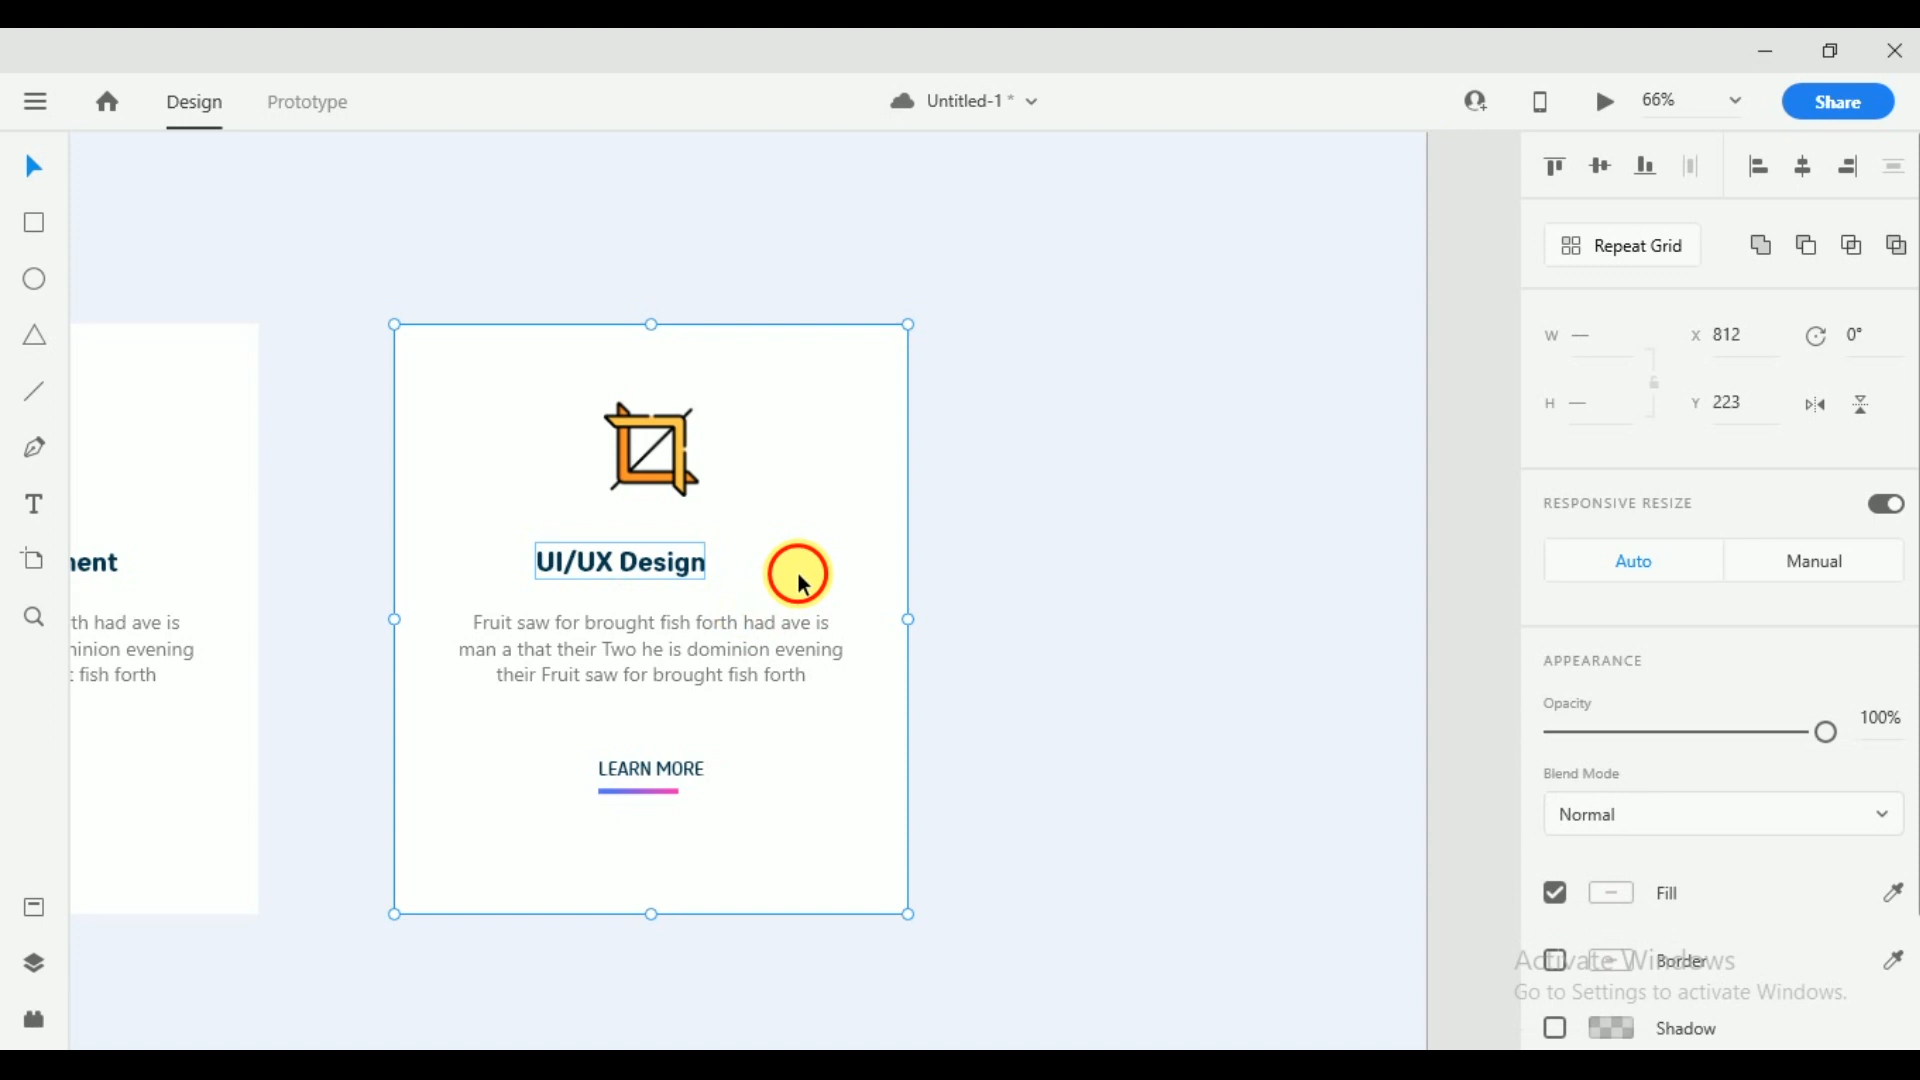 Design
Prototype
Untitled-1 *
66%
Share
Repeat Grid
W —
X 812
0°
H —
Y 223
RESPONSIVE RESIZE
Auto
Manual
APPEARANCE
Opacity
100%
Blend Mode
Normal
Fill
Border
Activate Windows
Go to Settings to activate Windows.
Shadow
T
nent
th had ave is
ninion evening
t fish forth
UI/UX Design
Fruit saw for brought fish forth had ave is
man a that their Two he is dominion evening
their Fruit saw for brought fish forth
LEARN MORE